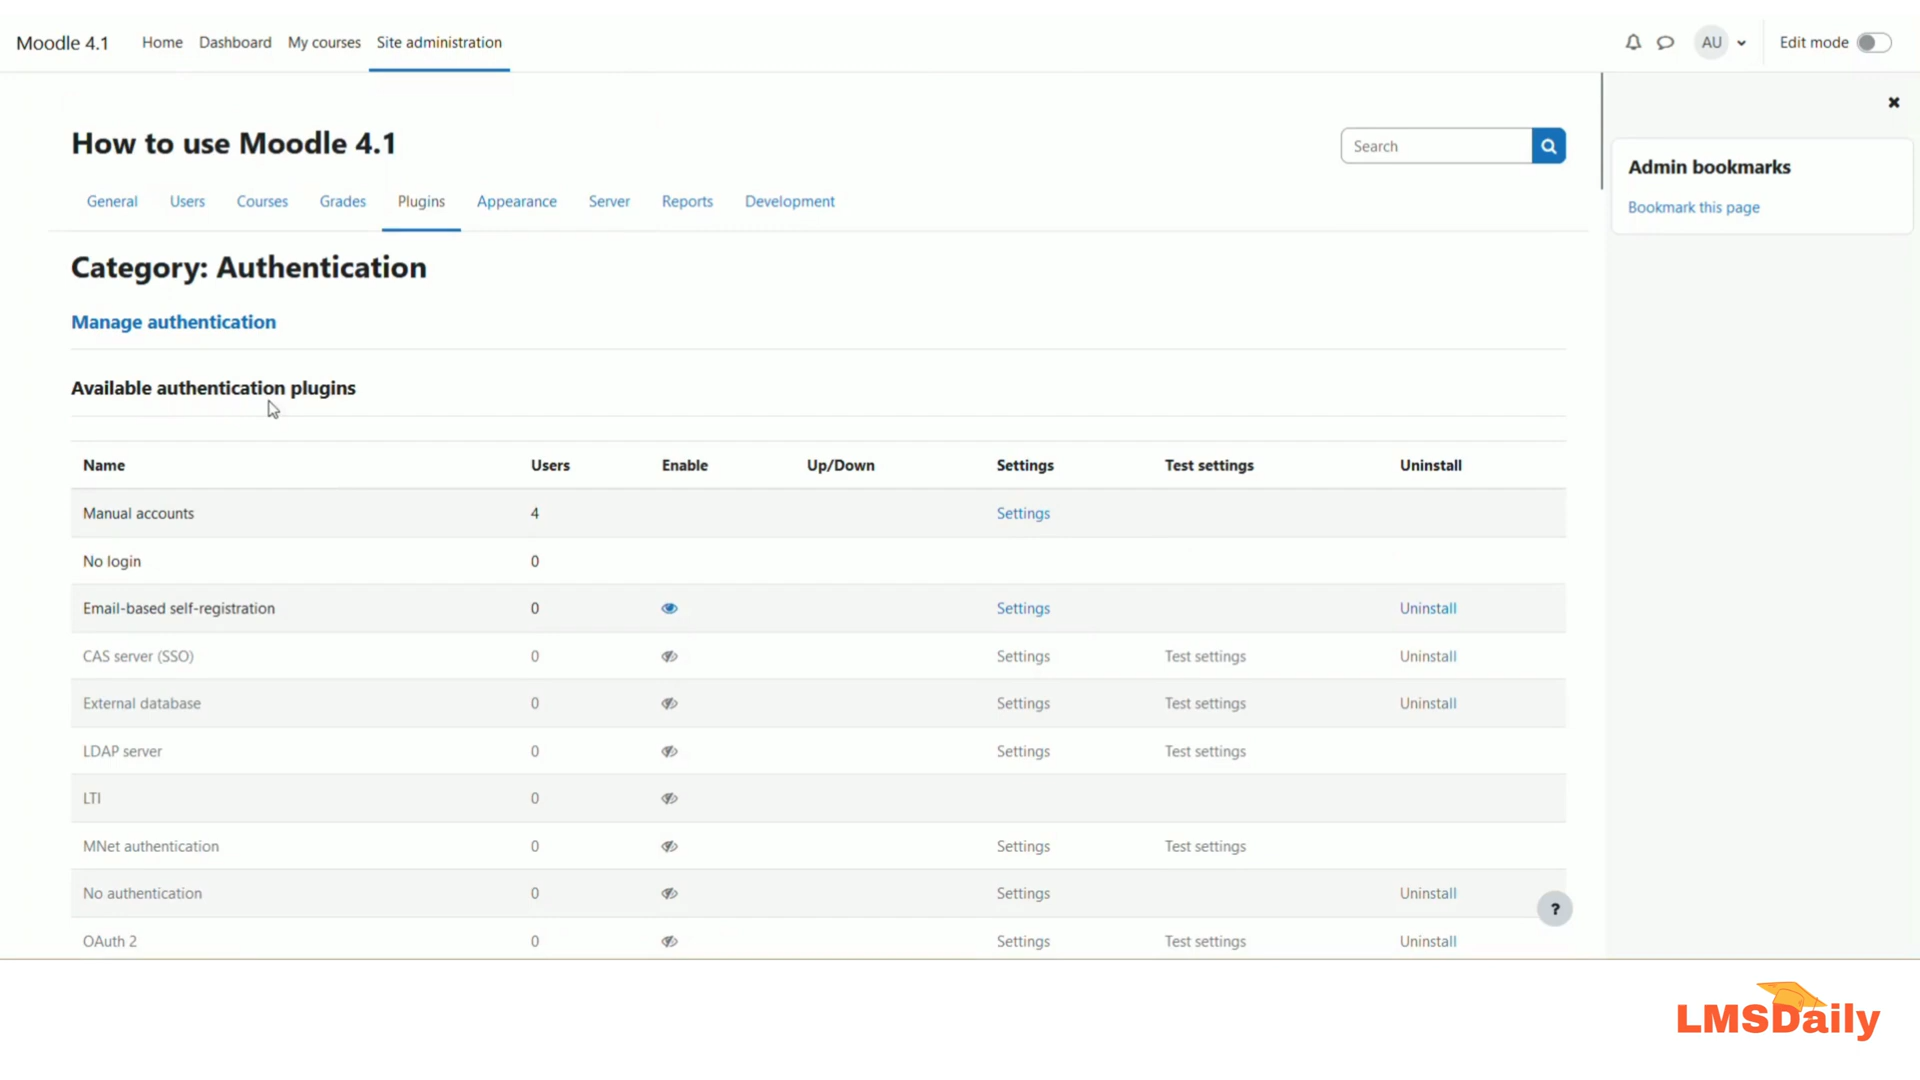 Moodle 4.1 Home Dashboard My courses Site administration AU Edit mode
How to use Moodle 4.1
Search
General Users Courses Grades Plugins Appearance Server Reports Development
Admin bookmarks
Bookmark this page
Category: Authentication
Manage authentication
Available authentication plugins
Name Users Enable Up/Down Settings Test settings Uninstall
Manual accounts 4 Settings
No login 0
Email-based self-registration 0 Settings Uninstall
CAS server (SSO) 0 Settings Test settings Uninstall
External database 0 Settings Test settings Uninstall
LDAP server 0 Settings Test settings
LTI 0
MNet authentication 0 Settings Test settings
No authentication 0 Settings Uninstall
?
OAuth 2 0 Settings Test settings Uninstall
LMSDaily